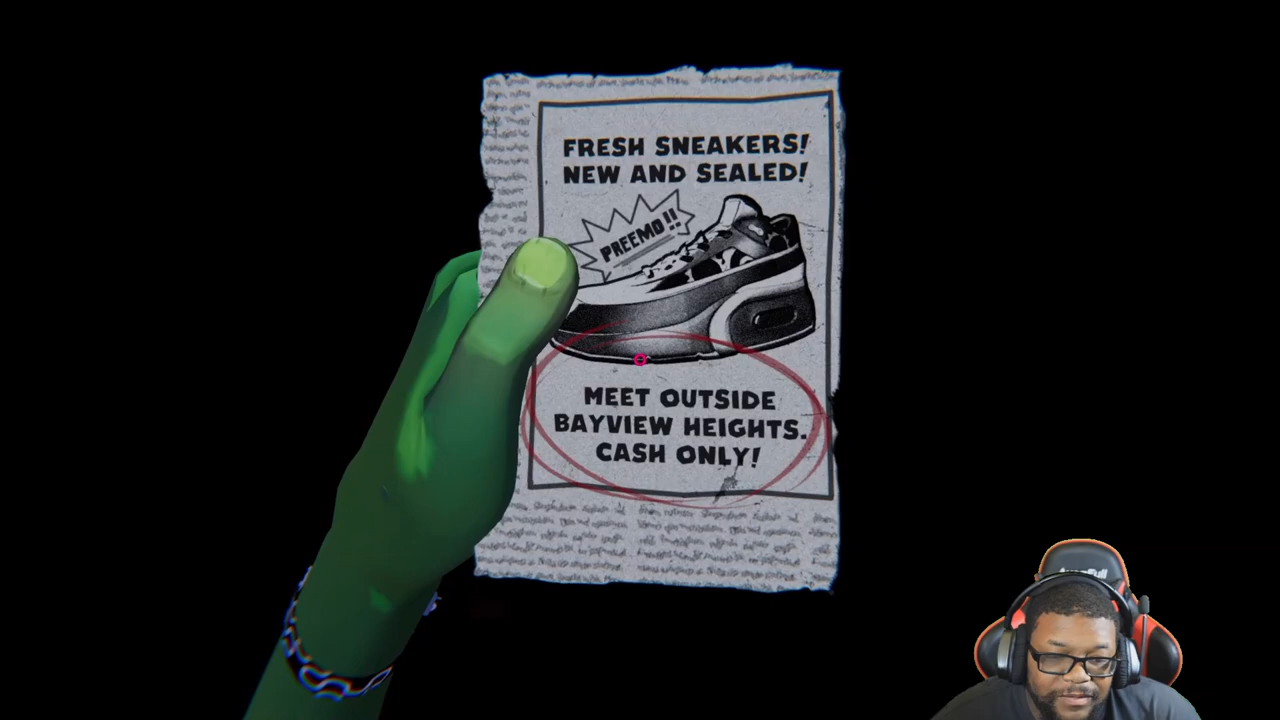 FRESH SNEAKERS!
NEW AND SEALED!
PREEMO!!
MEET OUTSIDE
BAYVIEW HEIGHTS.
CASH ONLY!